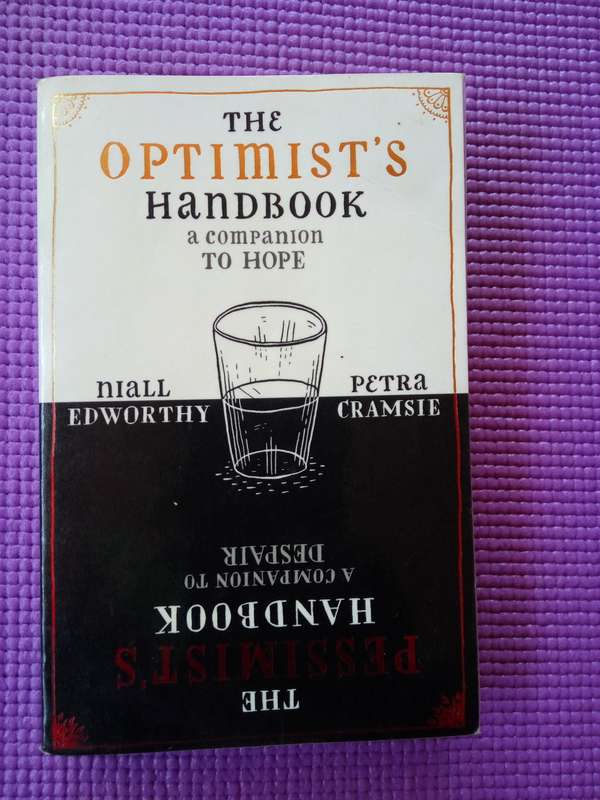 THE
OPTIMIST'S
HANDBOOK
a companion
TO HOPE
NIALL
EDWORTHY
PETRA
CRAMSIE
THE
PESSIMIST'S
HANDBOOK
A COMPANION TO
DESPAIR